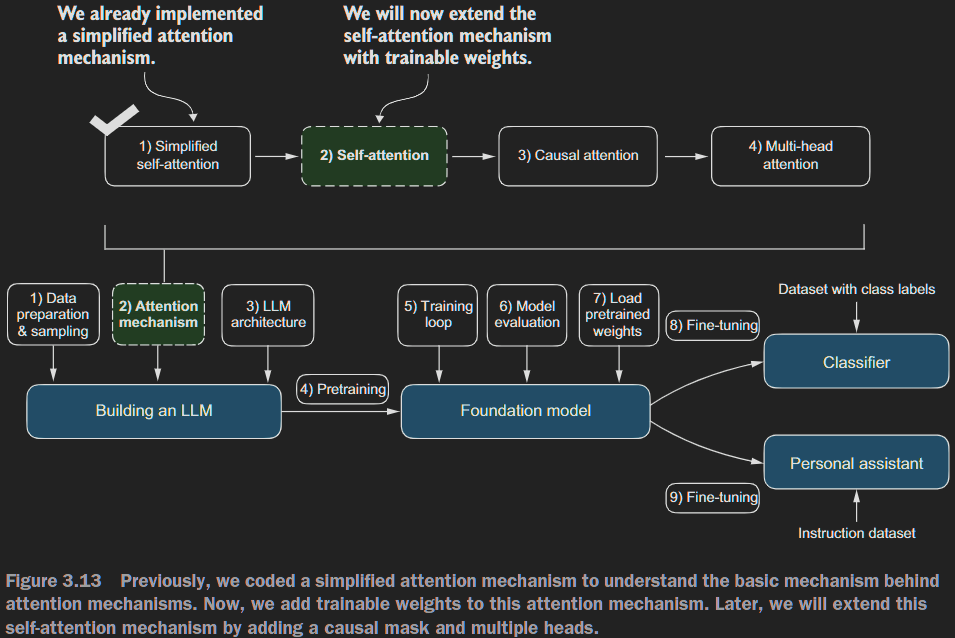 We already implemented
a simplified attention
mechanism.
We will now extend the
self-attention mechanism
with trainable weights.
1) Simplified
self-attention
2) Self-attention
3) Causal attention
4) Multi-head
attention
1) Data
preparation
& sampling
2) Attention
mechanism
3) LLM
architecture
5) Training
loop
6) Model
evaluation
7) Load
pretrained
weights
8) Fine-tuning
Dataset with class labels
Classifier
Building an LLM
4) Pretraining
Foundation model
Personal assistant
9) Fine-tuning
Instruction dataset
Figure 3.13 Previously, we coded a simplified attention mechanism to understand the basic mechanism behind
attention mechanisms. Now, we add trainable weights to this attention mechanism. Later, we will extend this
self-attention mechanism by adding a causal mask and multiple heads.